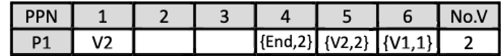 PPN 1 2 3 4 5 6 No.V
P1 V2 {End,2} {V2,2} {V1,1} 2